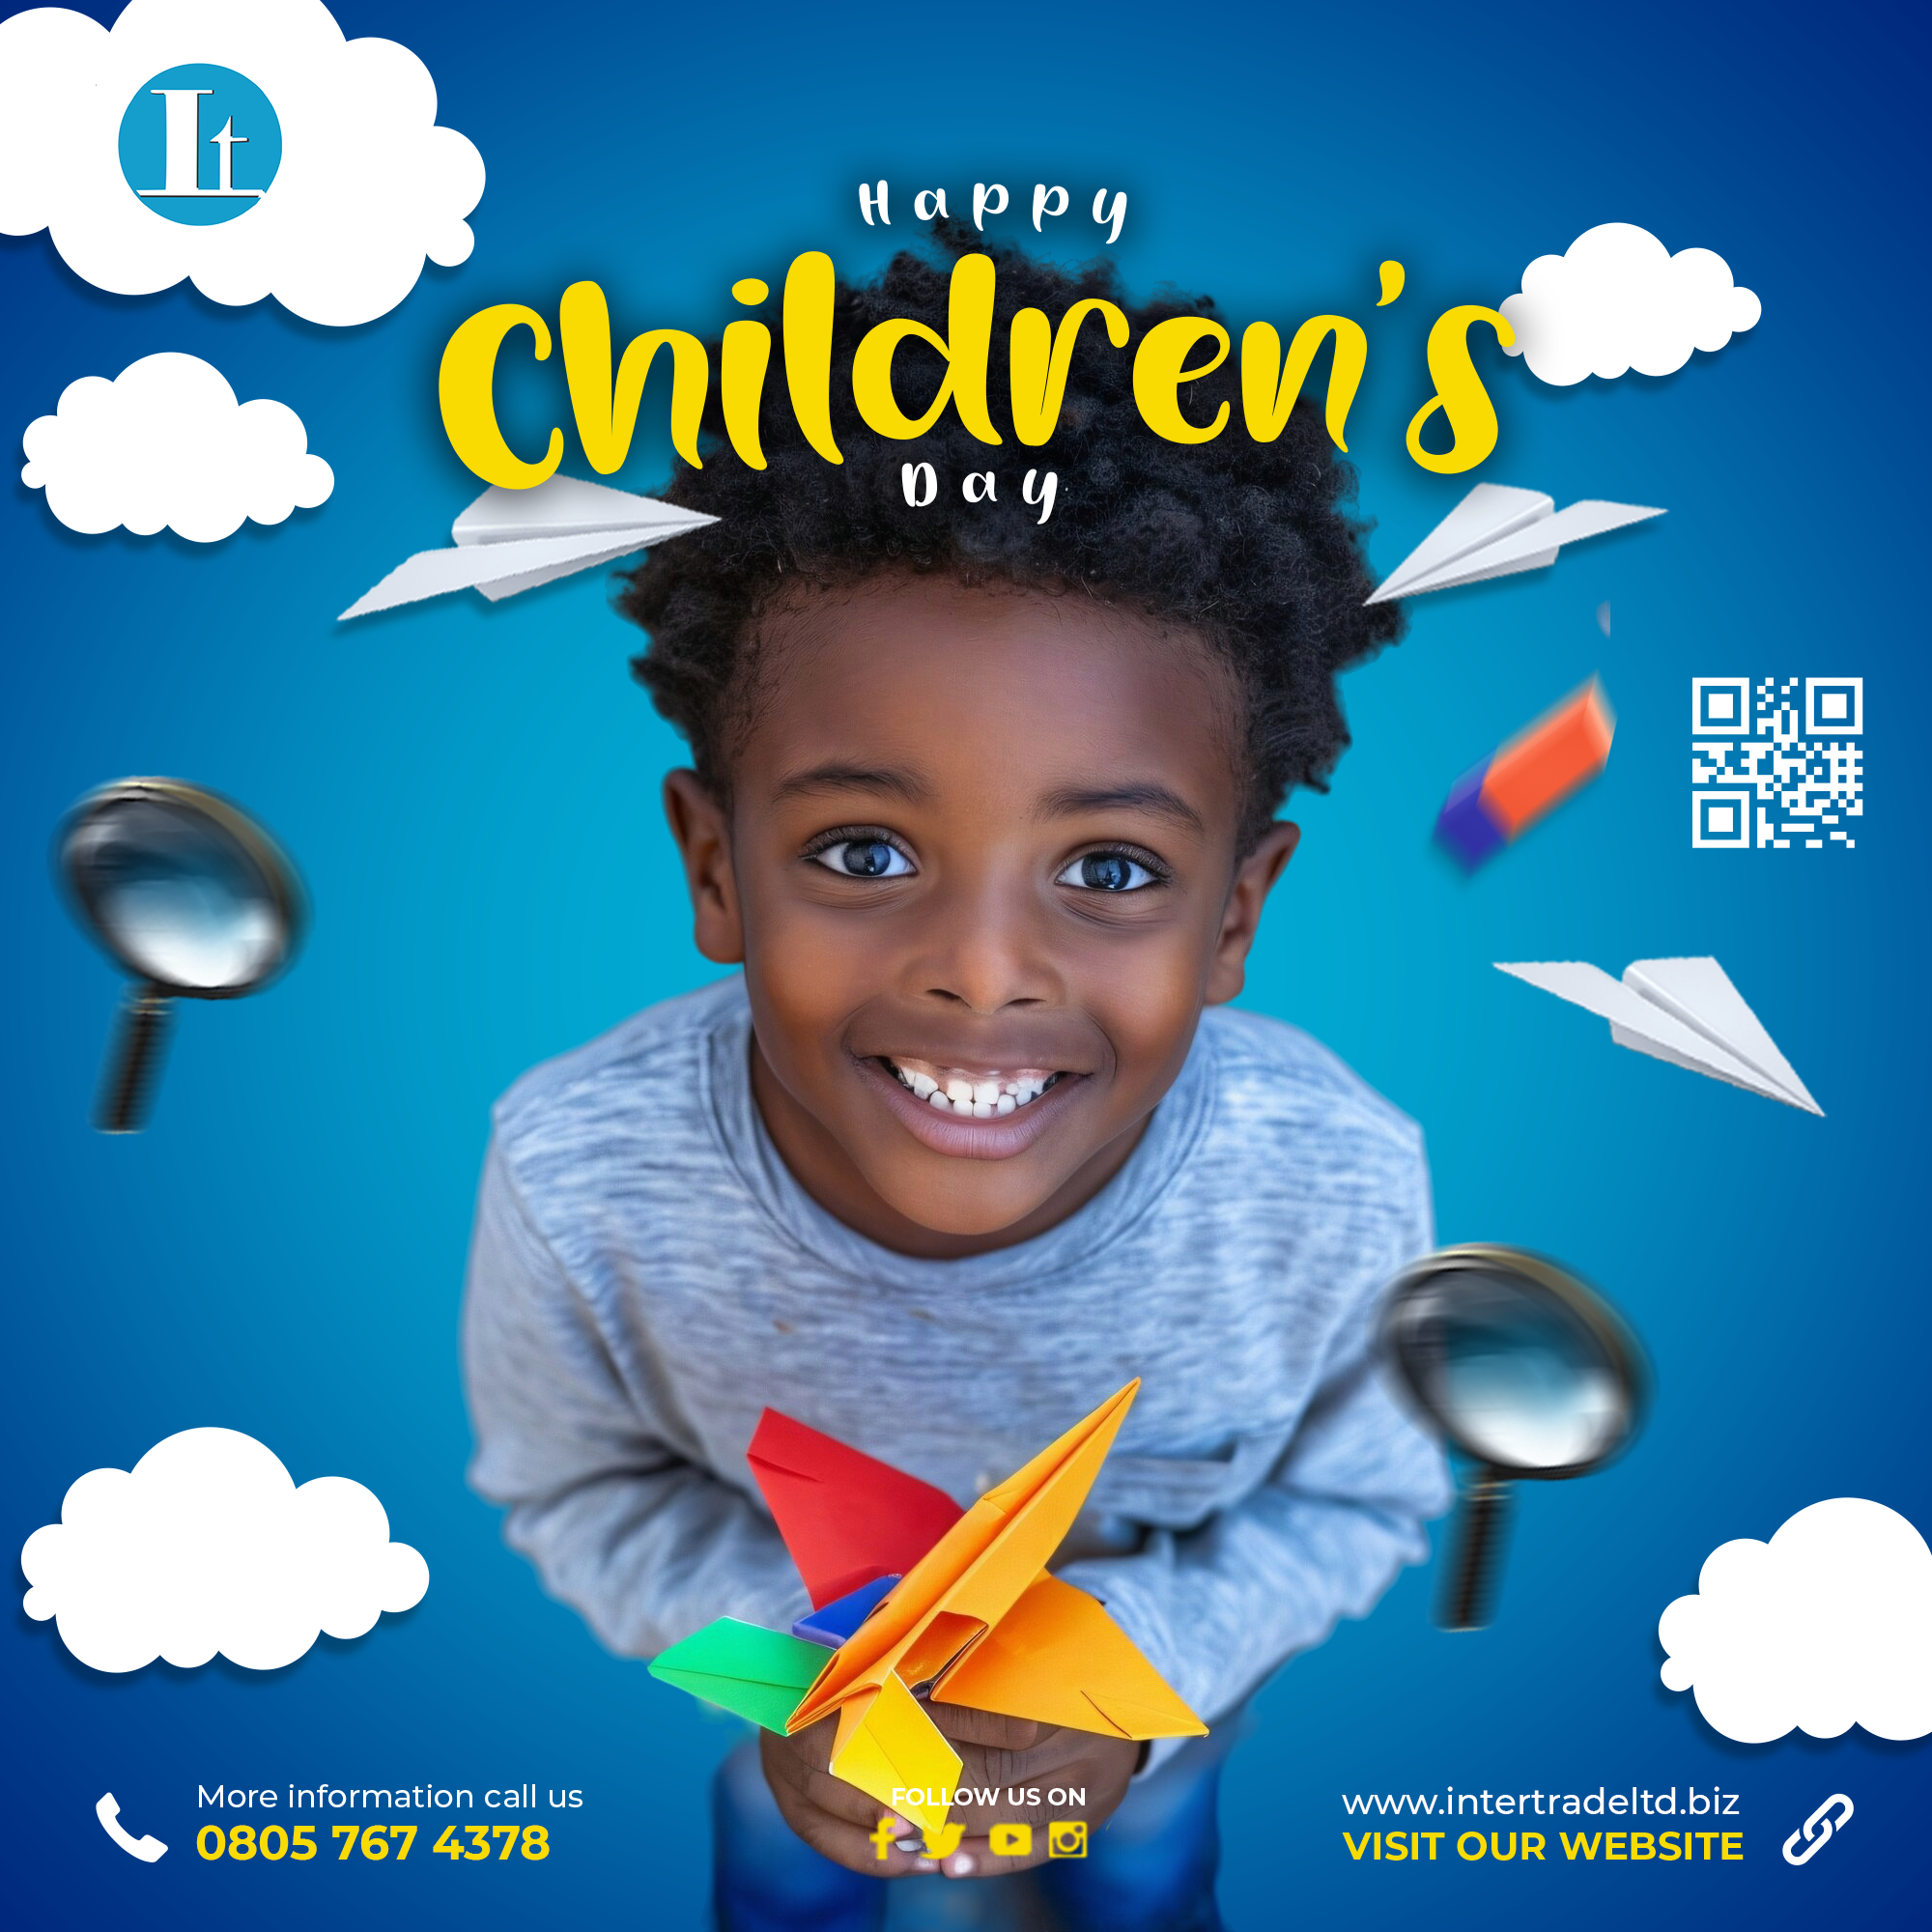 It
Happy
Children's
Day
More information call us
0805 767 4378
FOLLOW US ON
www.intertradeltd.biz
VISIT OUR WEBSITE